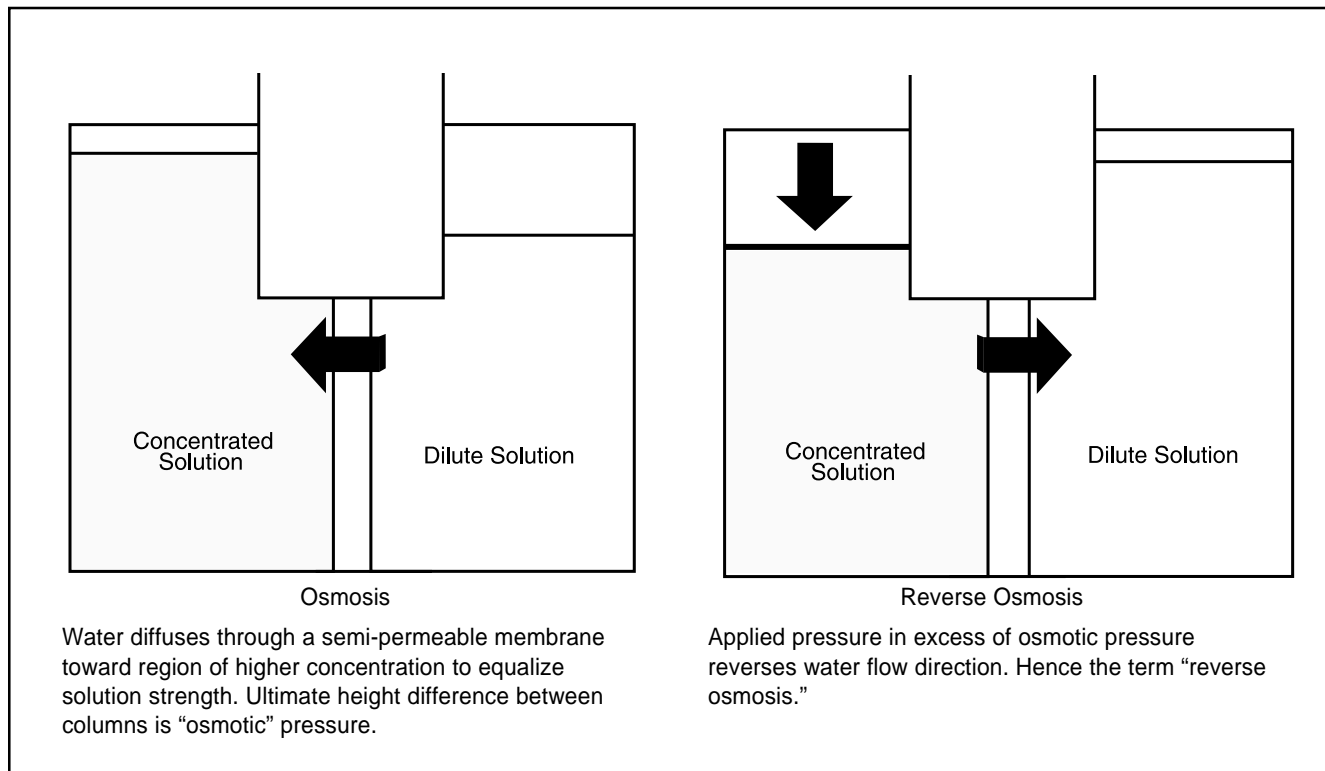 Concentrated
Solution
Dilute Solution
Osmosis
Water diffuses through a semi-permeable membrane
toward region of higher concentration to equalize
solution strength. Ultimate height difference between
columns is “osmotic” pressure.
Concentrated
Solution
Dilute Solution
Reverse Osmosis
Applied pressure in excess of osmotic pressure
reverses water flow direction. Hence the term “reverse
osmosis.”